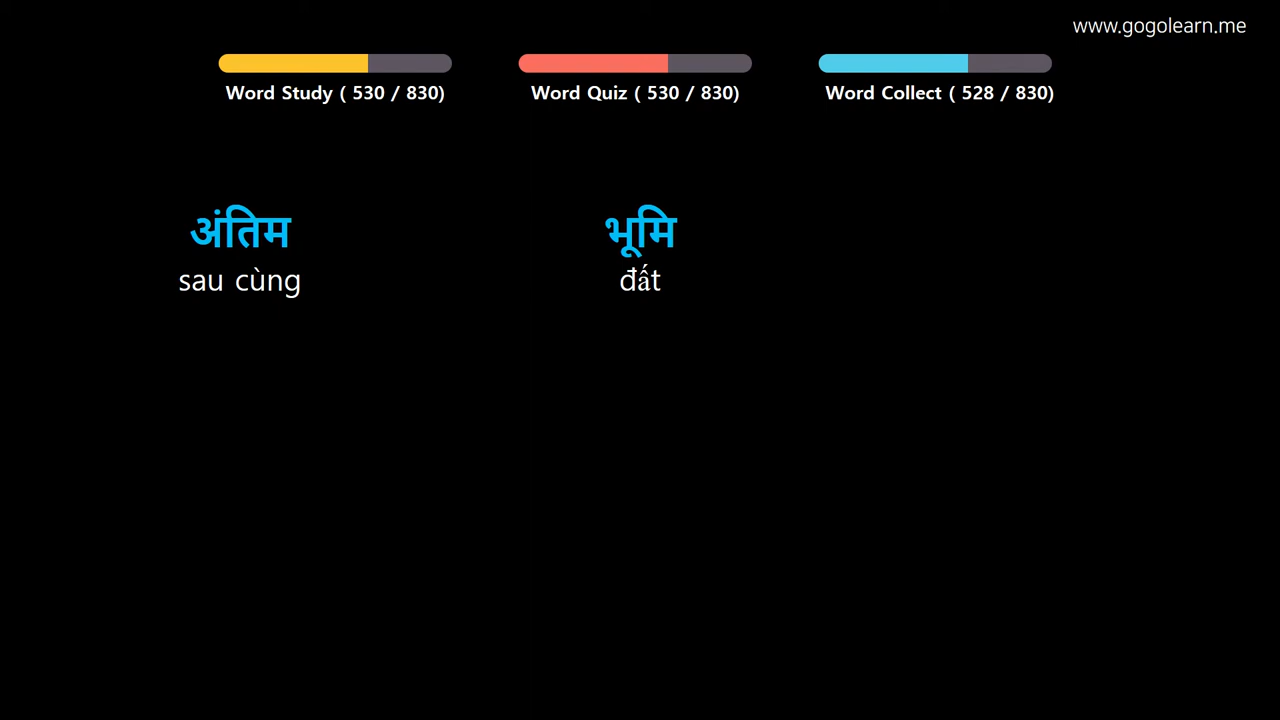 www.gogolearn.me
Word Study ( 530 / 830)
Word Quiz ( 530 / 830)
Word Collect ( 528 / 830)
अंतिम
sau cùng
भूमि
đất